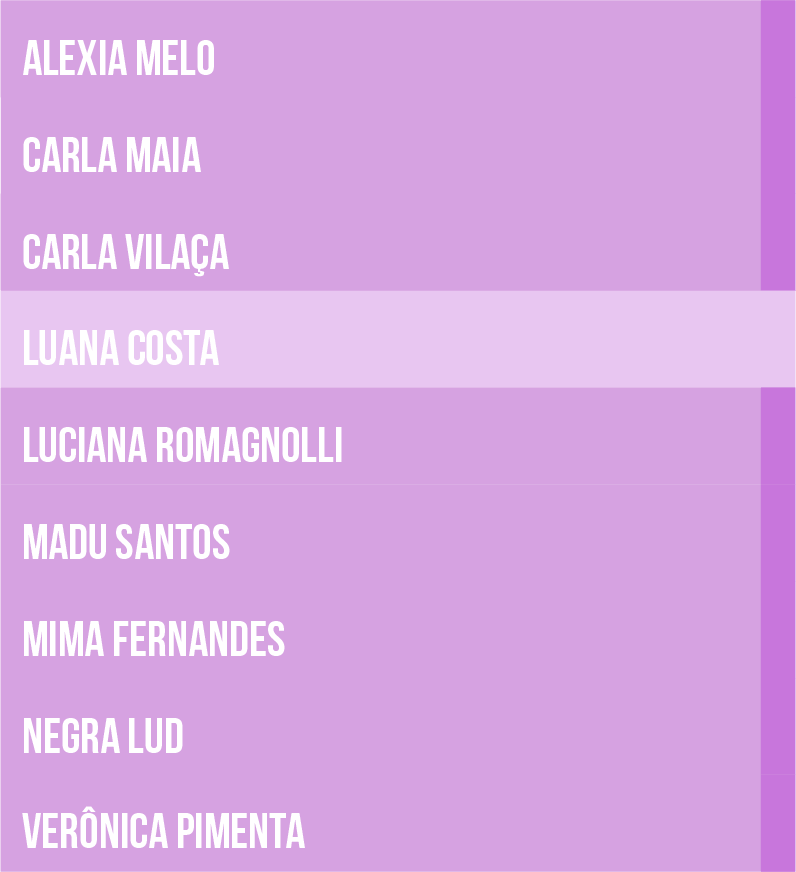 ALEXIA MELO
CARLA MAIA
CARLA VILAÇA
LUANA COSTA
LUCIANA ROMAGNOLLI
MADU SANTOS
MIMA FERNANDES
NEGRA LUD
VERÔNICA PIMENTA